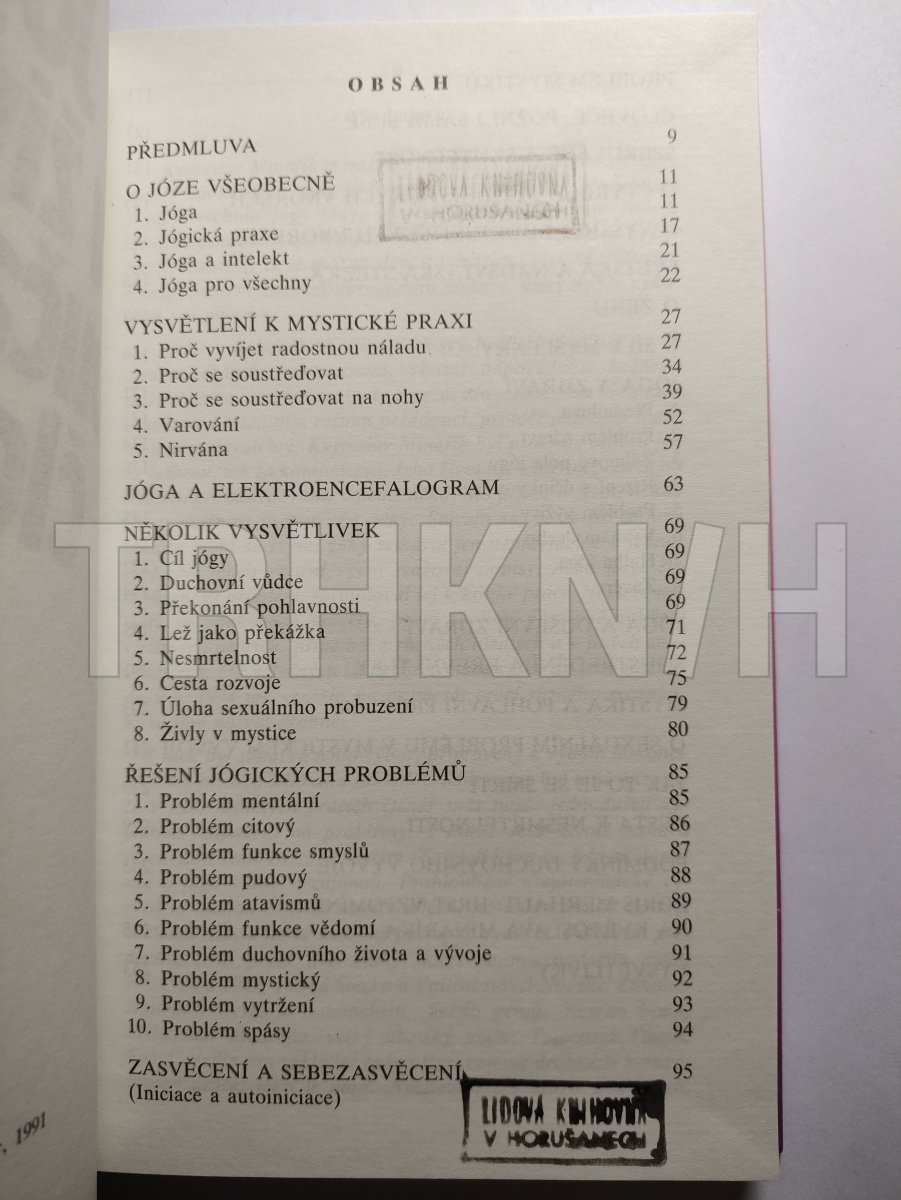 OBSAH
PŘEDMLUVA 9
O JÓZE VŠEOBECNĚ 11
1. Jóga 11
2. Jógická praxe 17
3. Jóga a intelekt 21
4. Jóga pro všechny 22
VYSVĚTLENÍ K MYSTICKÉ PRAXI 27
1. Proč vyvíjet radostnou náladu 27
2. Proč se soustřeďovat 34
3. Proč se soustřeďovat na nohy 39
4. Varování 52
5. Nirvána 57
JÓGA A ELEKTROENCEFALOGRAM 63
NĚKOLIK VYSVĚTLIVEK 69
1. Cíl jógy 69
2. Duchovní vůdce 69
3. Překonání pohlavnosti 69
4. Lež jako překážka 71
5. Nesmrtelnost 72
6. Cesta rozvoje 75
7. Úloha sexuálního probuzení 79
8. Živly v mystice 80
ŘEŠENÍ JÓGICKÝCH PROBLÉMŮ 85
1. Problém mentální 85
2. Problém citový 86
3. Problém funkce smyslů 87
4. Problém pudový 88
5. Problém atavismů 89
6. Problém funkce vědomí 90
7. Problém duchovního života a vývoje 91
8. Problém mystický 92
9. Problém vytržení 93
10. Problém spásy 94
ZASVĚCENÍ A SEBEZASVĚCENÍ 95
(Iniciace a autoiniciace)
LIDOVÁ KNIHOVNA
V HORUŠANECH
, 1991
TRHKNIH